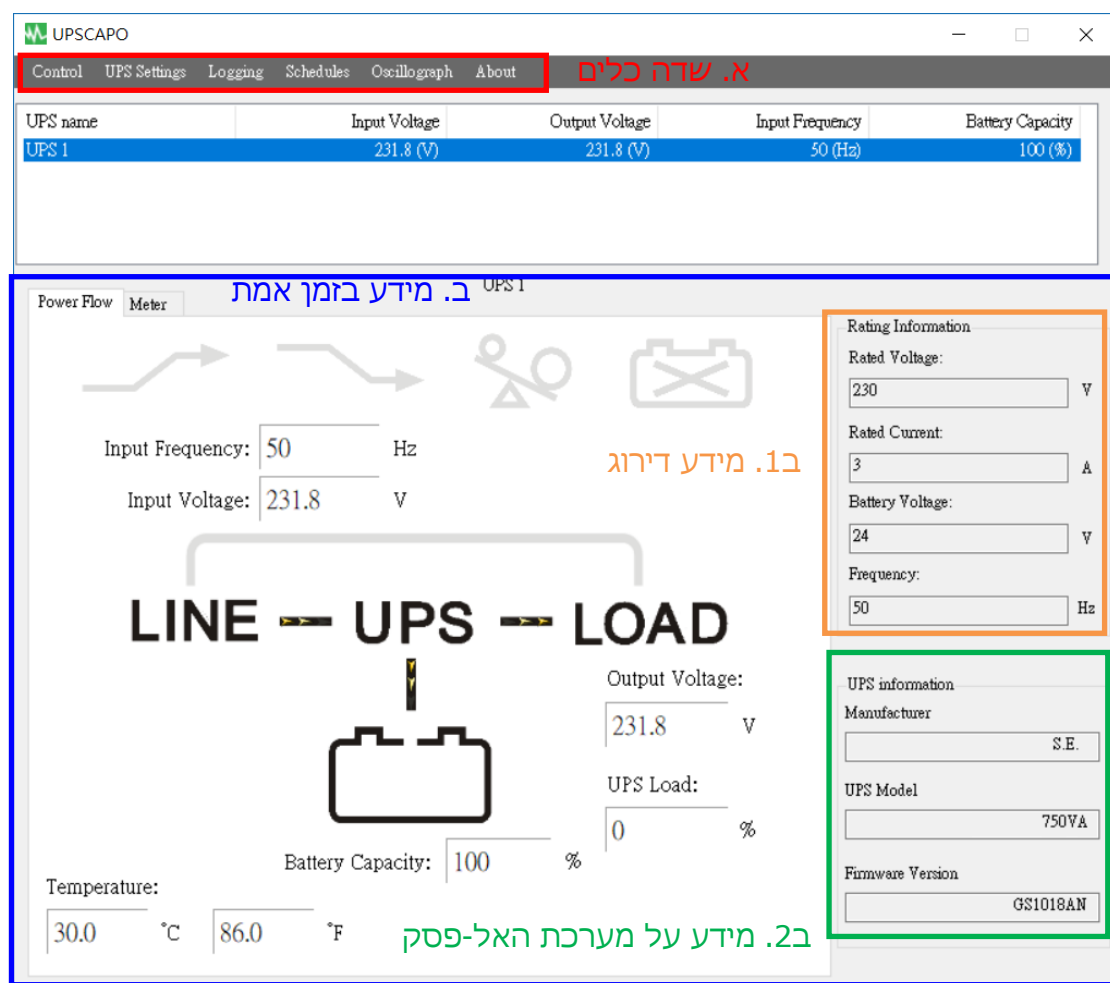 UPSCAPO
Control UPS Settings Logging Schedules Oscillograph About
א. שדה כלים
UPS name Input Voltage Output Voltage Input Frequency Battery Capacity
UPS 1 231.8 (V) 231.8 (V) 50 (Hz) 100 (%)
UPS 1
ב. מידע בזמן אמת
Power Flow Meter
Input Frequency: 50 Hz
Input Voltage: 231.8 V
LINE UPS LOAD
Output Voltage:
231.8 V
UPS Load:
0 %
Battery Capacity: 100 %
Temperature:
30.0 °C 86.0 °F
ב1. מידע דירוג
Rating Information
Rated Voltage:
230 V
Rated Current:
3 A
Battery Voltage:
24 V
Frequency:
50 Hz
ב2. מידע על מערכת האל-פסק
UPS information
Manufacturer
S.E.
UPS Model
750VA
Firmware Version
GS1018AN